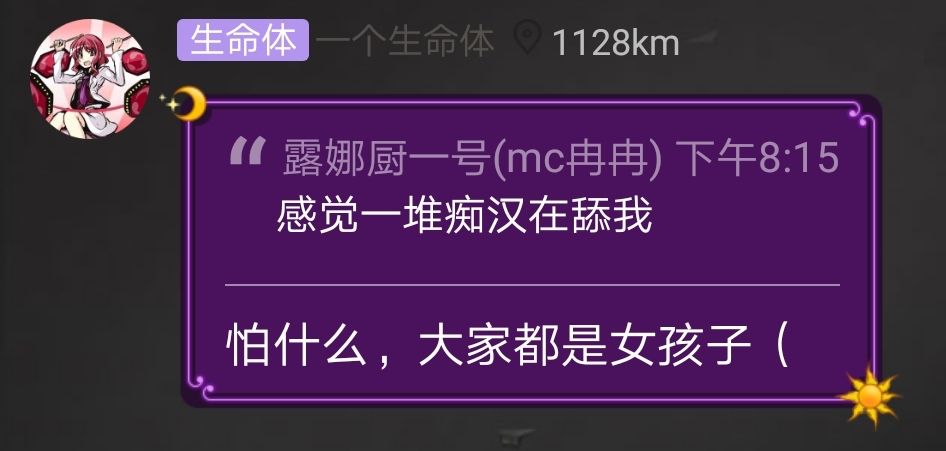 生命体 一个生命体 1128km
“ 露娜厨一号(mc冉冉) 下午8:15
感觉一堆痴汉在舔我
怕什么，大家都是女孩子（